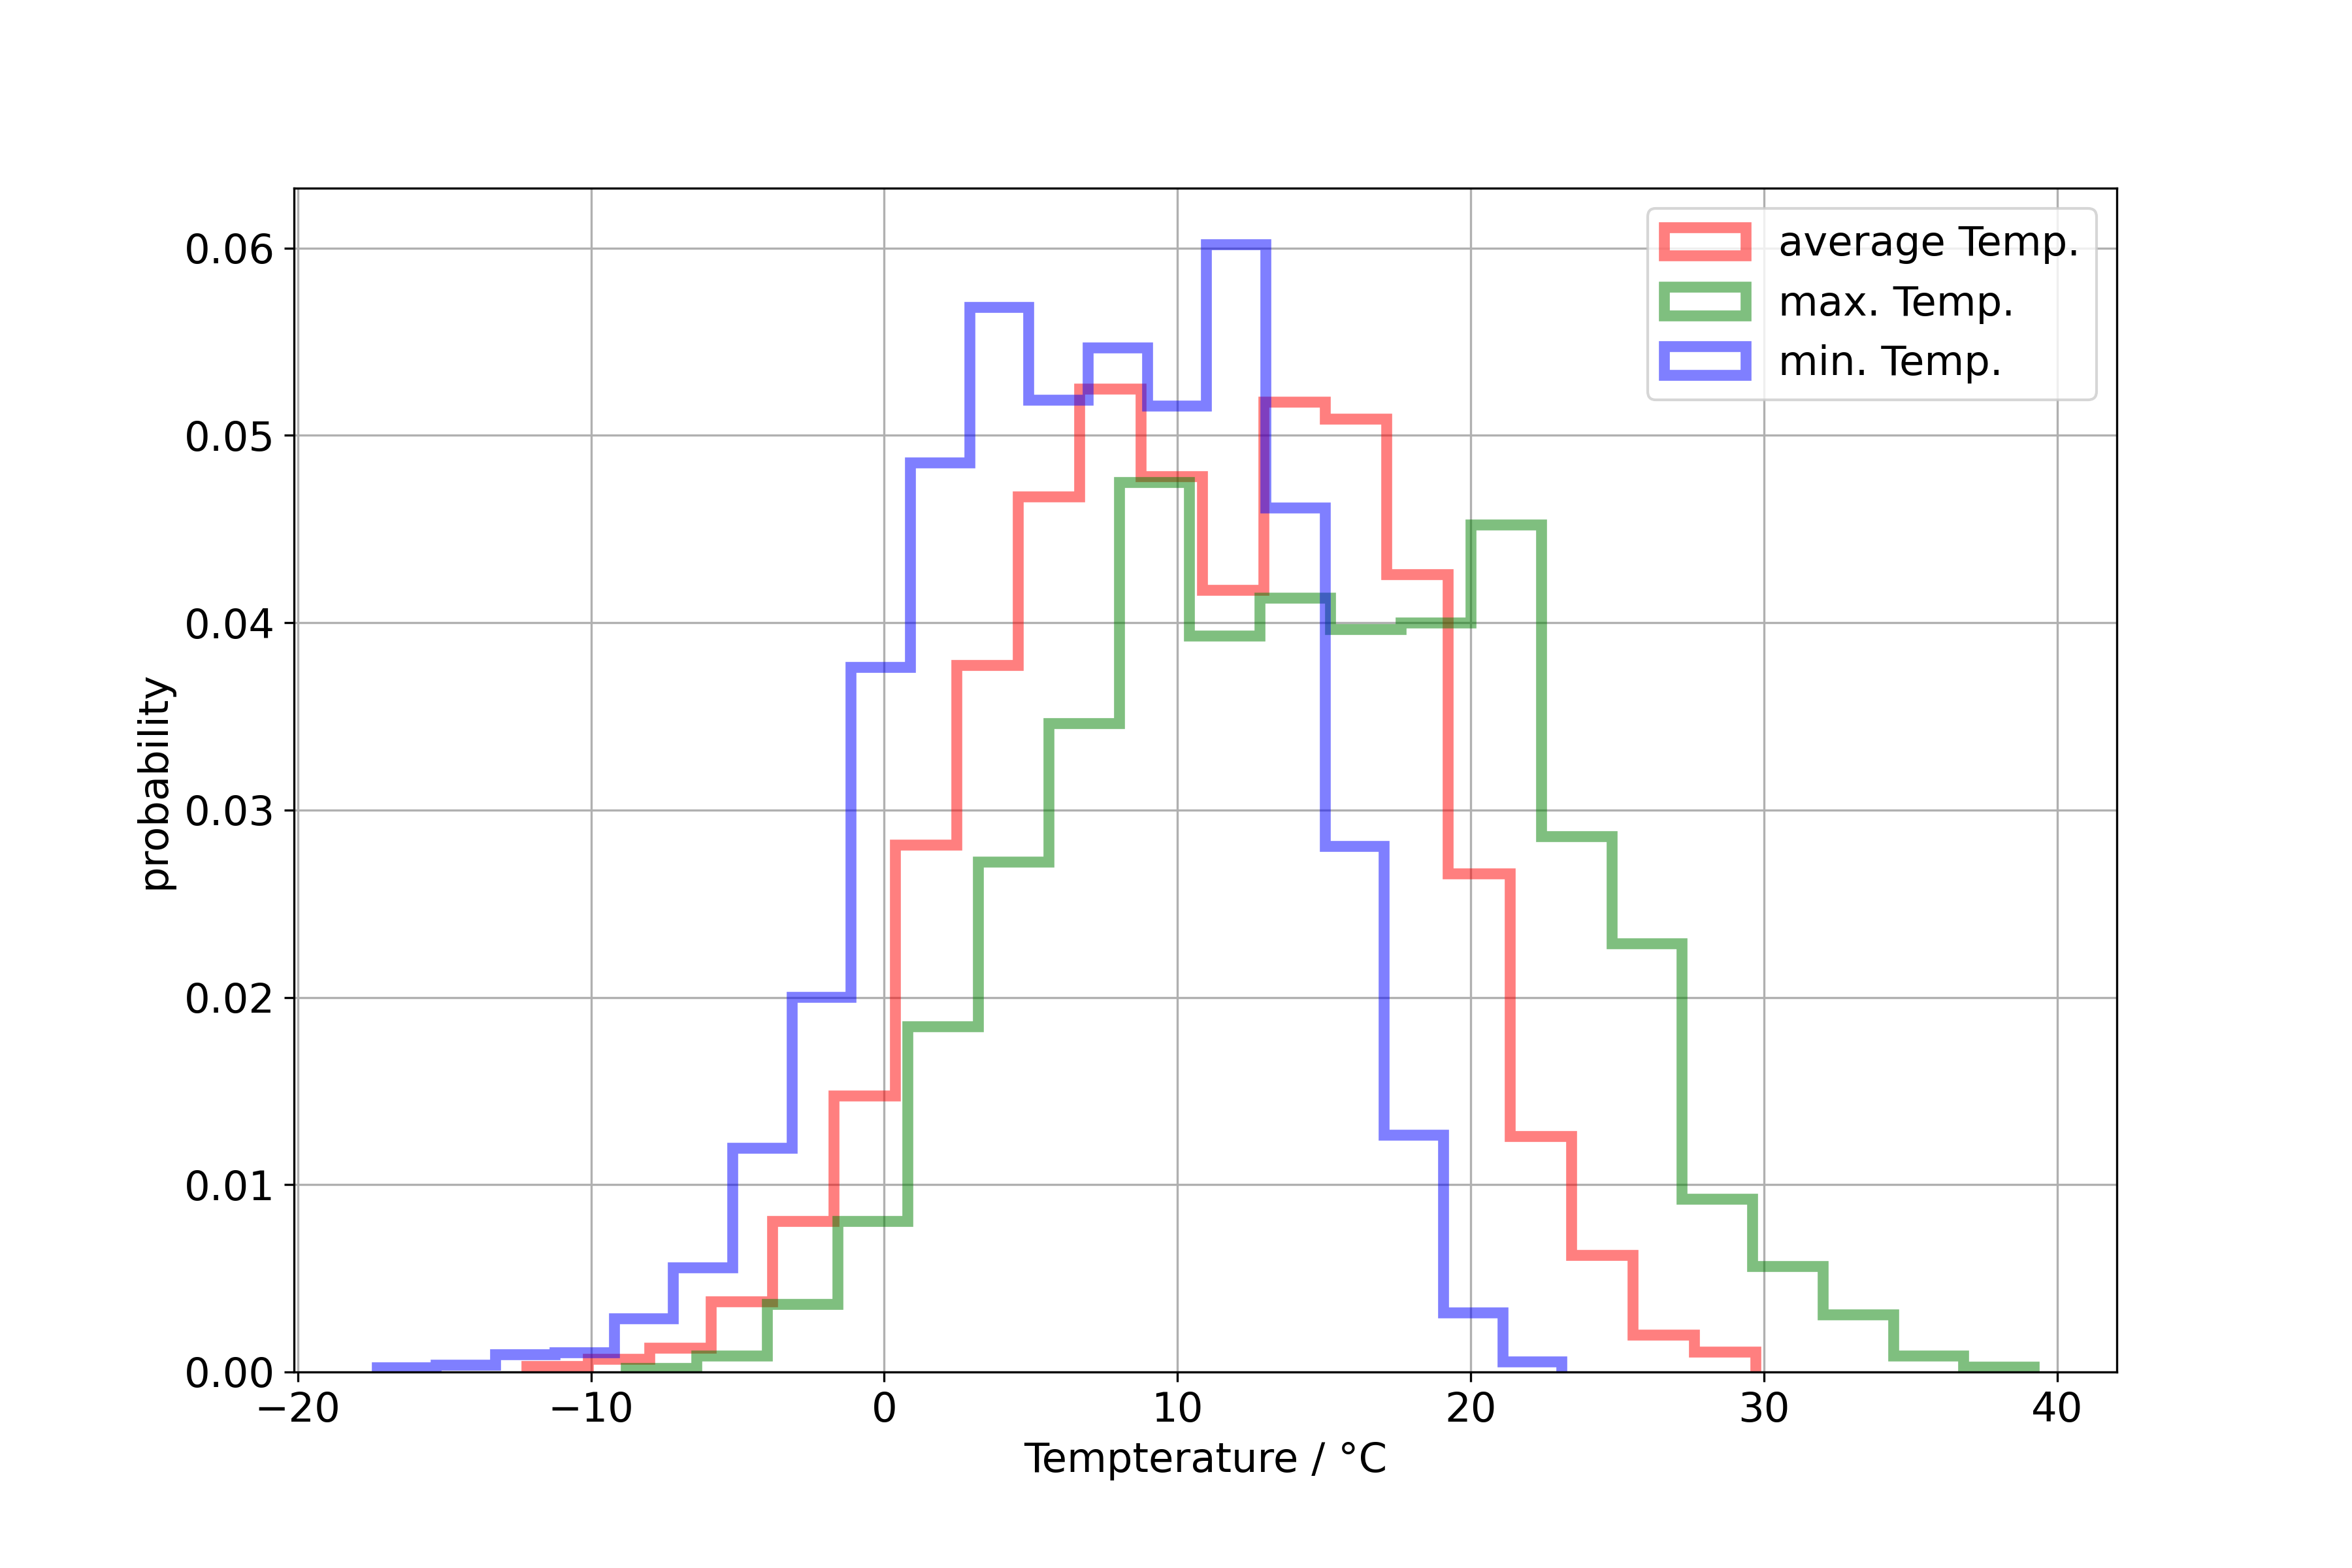 average Temp.
max. Temp.
min. Temp.
0.06
0.05
0.04
0.03
0.02
0.01
0.00
probability
−20 −10 0 10 20 30 40
Tempterature / °C